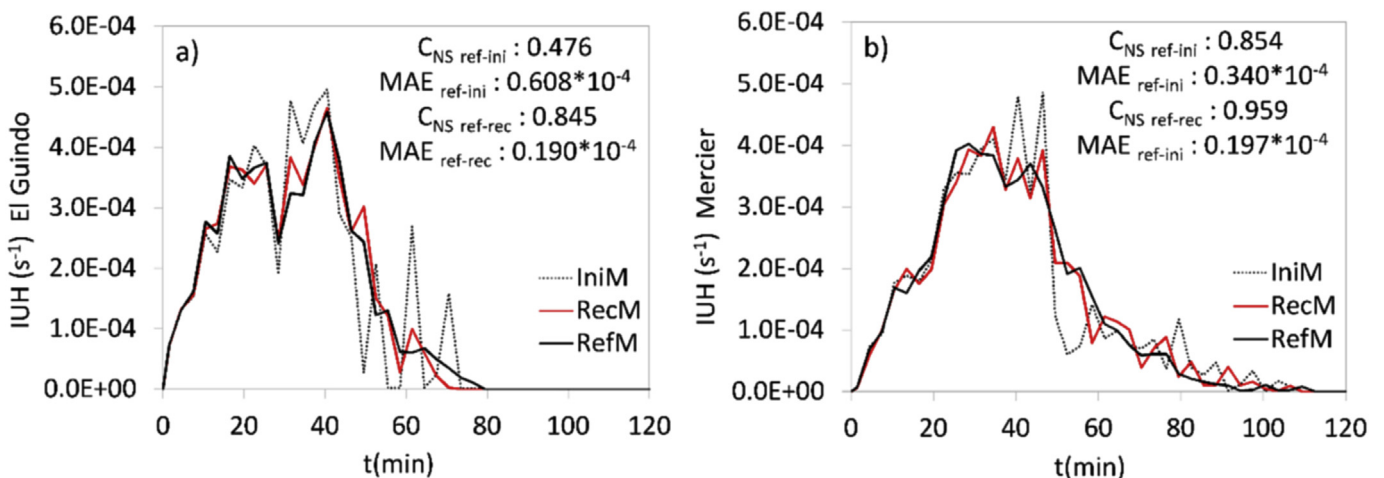 a)
C_NS ref-ini : 0.476
MAE ref-ini : 0.608*10^-4
C_NS ref-rec : 0.845
MAE ref-rec : 0.190*10^-4
IUH (s^-1) El Guindo
6.0E-04
5.0E-04
4.0E-04
3.0E-04
2.0E-04
1.0E-04
0.0E+00
IniM
RecM
RefM
0 20 40 60 80 100 120
t(min)
b)
C_NS ref-ini : 0.854
MAE ref-ini : 0.340*10^-4
C_NS ref-rec : 0.959
MAE ref-ini : 0.197*10^-4
IUH (s^-1) Mercier
6.0E-04
5.0E-04
4.0E-04
3.0E-04
2.0E-04
1.0E-04
0.0E+00
IniM
RecM
RefM
0 20 40 60 80 100 120
t(min)